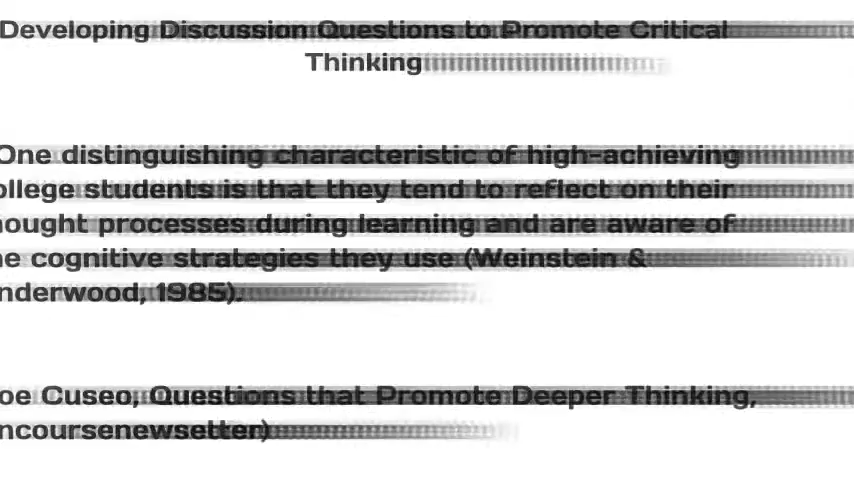 Developing Discussion Questions to Promote Critical
Thinking
One distinguishing characteristic of high-achieving
ollege students is that they tend to reflect on their
hought processes during learning and are aware of
he cognitive strategies they use (Weinstein &
nderwood, 1985).
oe Cuseo, Questions that Promote Deeper Thinking,
ncoursenewsetter)